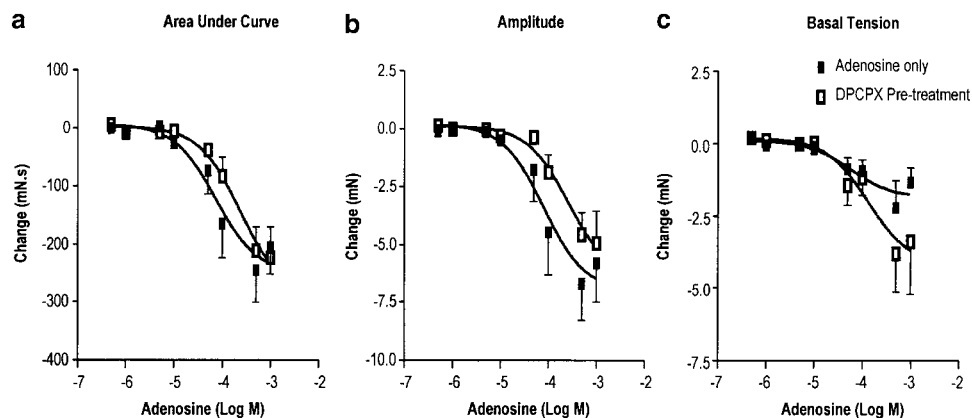 a
Area Under Curve
Change (mN.s)
100
0
-100
-200
-300
-400
-7 -6 -5 -4 -3 -2
Adenosine (Log M)
b
Amplitude
Change (mN)
2.5
0.0
-2.5
-5.0
-7.5
-10.0
-7 -6 -5 -4 -3 -2
Adenosine (Log M)
c
Basal Tension
Adenosine only
DPCPX Pre-treatment
Change (mN)
2.5
0.0
-2.5
-5.0
-7.5
-7 -6 -5 -4 -3 -2
Adenosine (Log M)